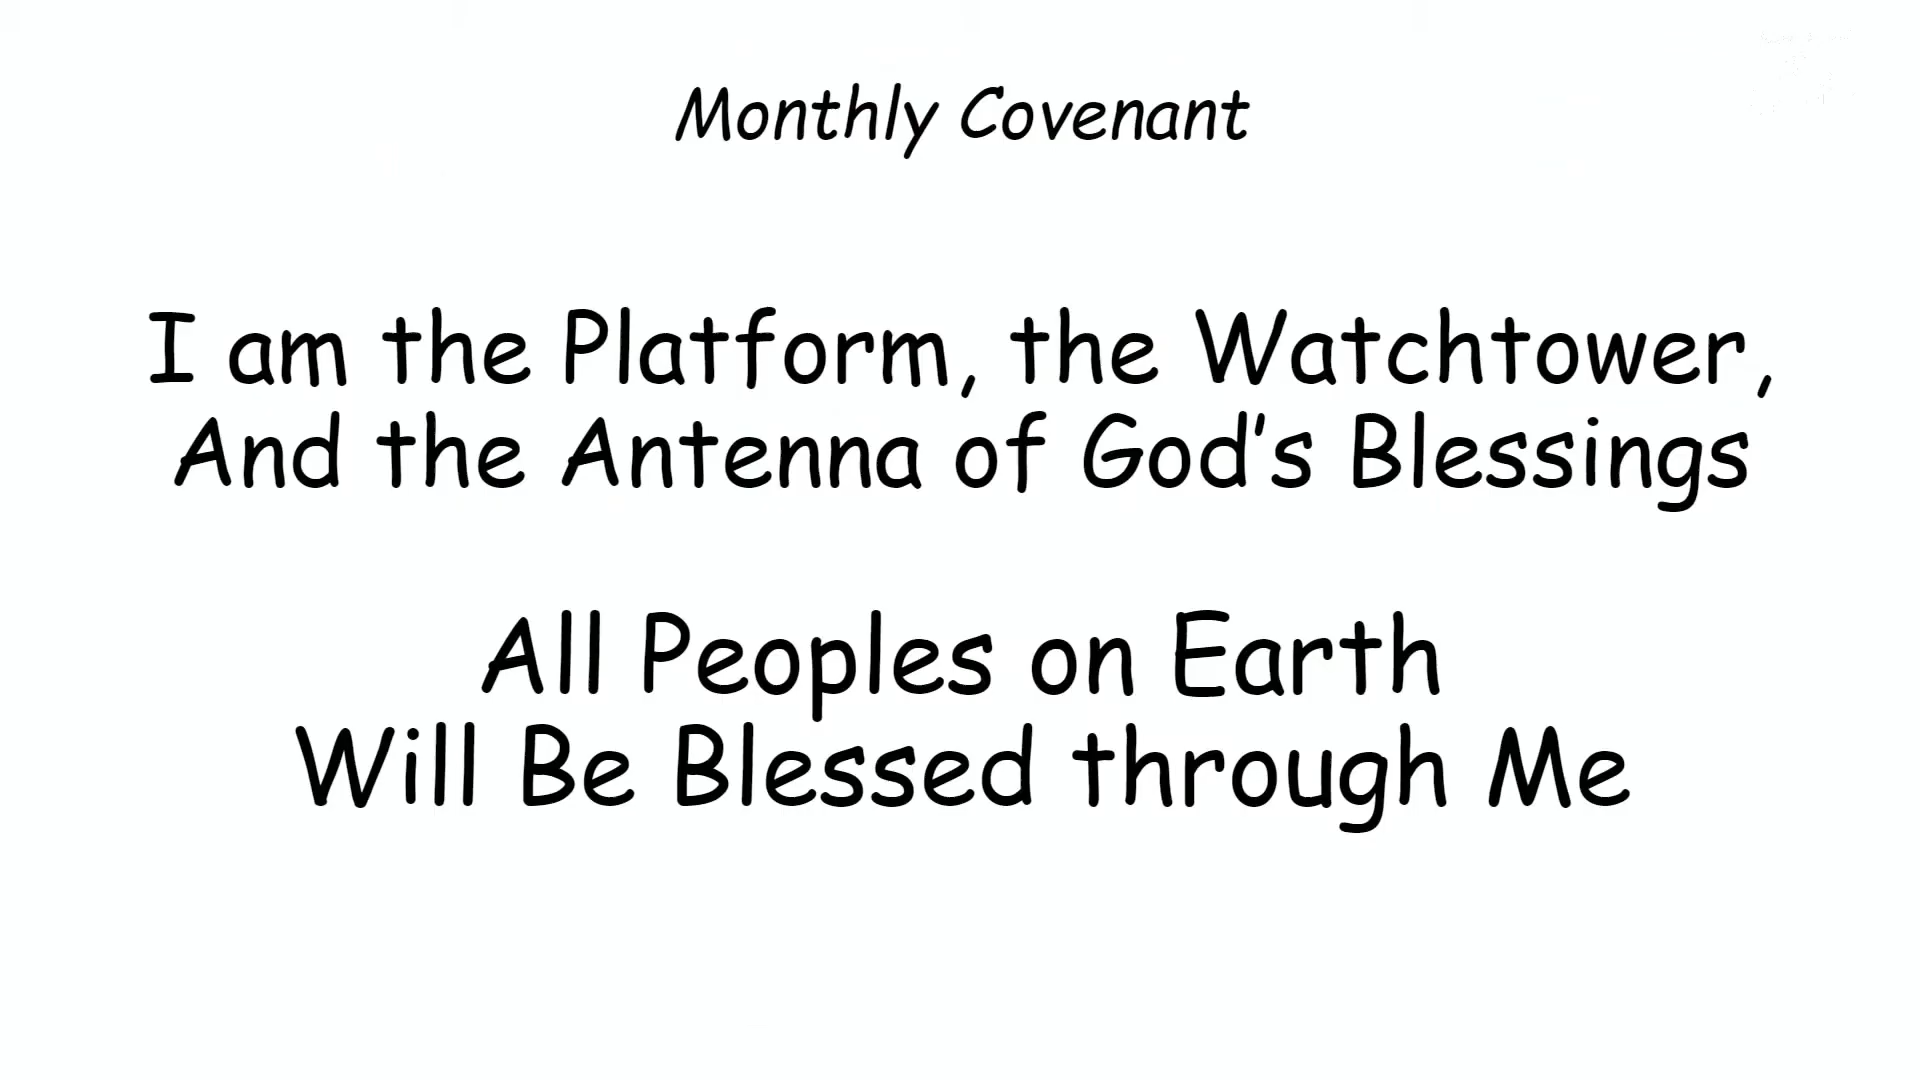 Monthly Covenant
I am the Platform, the Watchtower,
And the Antenna of God's Blessings
All Peoples on Earth
Will Be Blessed through Me